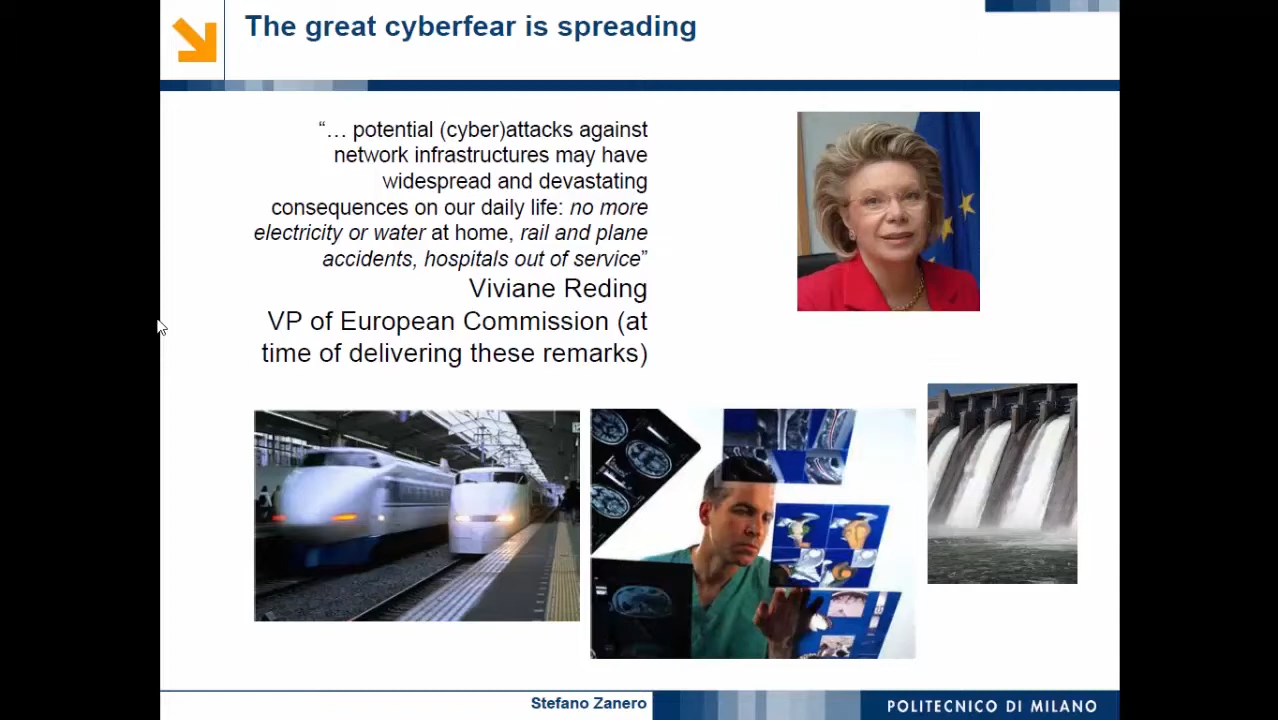 The great cyberfear is spreading
“… potential (cyber)attacks against
network infrastructures may have
widespread and devastating
consequences on our daily life: no more
electricity or water at home, rail and plane
accidents, hospitals out of service”
Viviane Reding
VP of European Commission (at
time of delivering these remarks)
Stefano Zanero
POLITECNICO DI MILANO